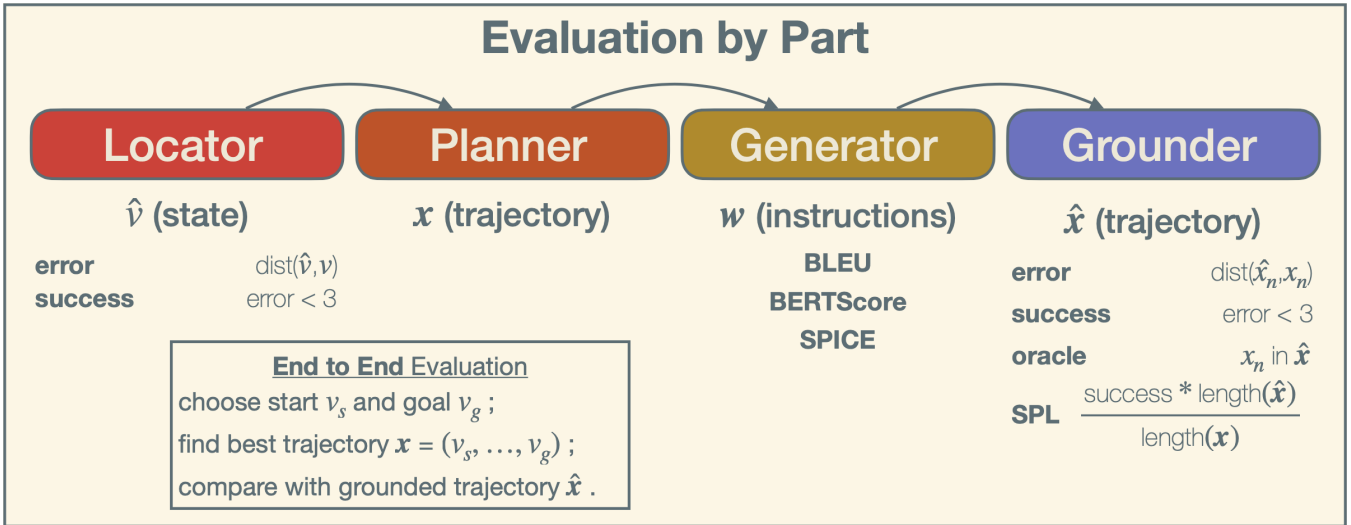 Evaluation by Part
Locator
Planner
Generator
Grounder
v̂ (state)
x (trajectory)
w (instructions)
x̂ (trajectory)
error dist(v̂,v)
success error < 3
BLEU
BERTScore
SPICE
error dist(x̂ₙ,xₙ)
success error < 3
oracle xₙ in x̂
SPL success * length(x̂)
length(x)
End to End Evaluation
choose start vₛ and goal v_g ;
find best trajectory x = (vₛ, …, v_g) ;
compare with grounded trajectory x̂ .